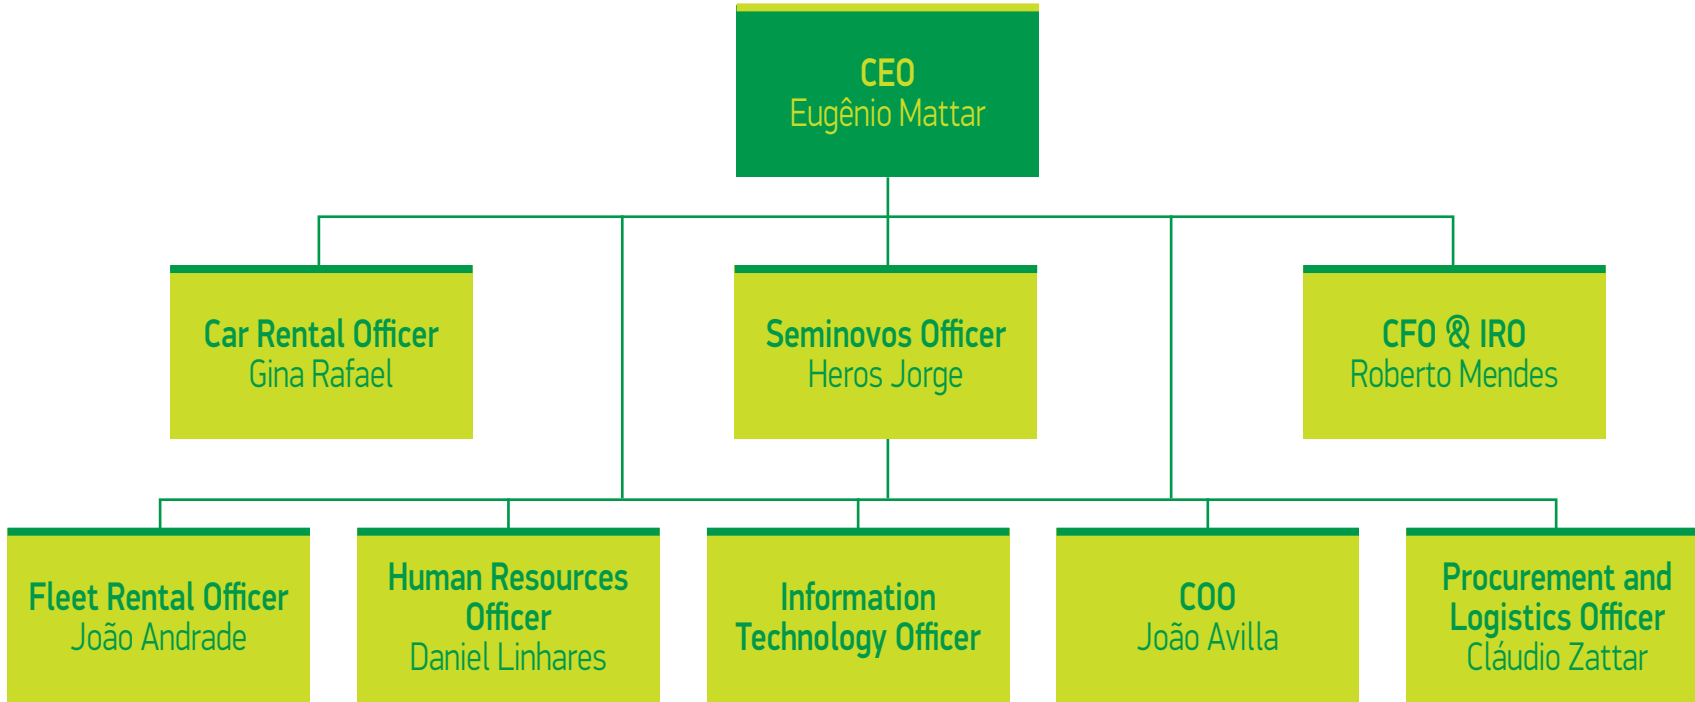 CEO
Eugênio Mattar
Car Rental Officer
Gina Rafael
Seminovos Officer
Heros Jorge
CFO & IRO
Roberto Mendes
Fleet Rental Officer
João Andrade
Human Resources
Officer
Daniel Linhares
Information
Technology Officer
COO
João Avilla
Procurement and
Logistics Officer
Cláudio Zattar